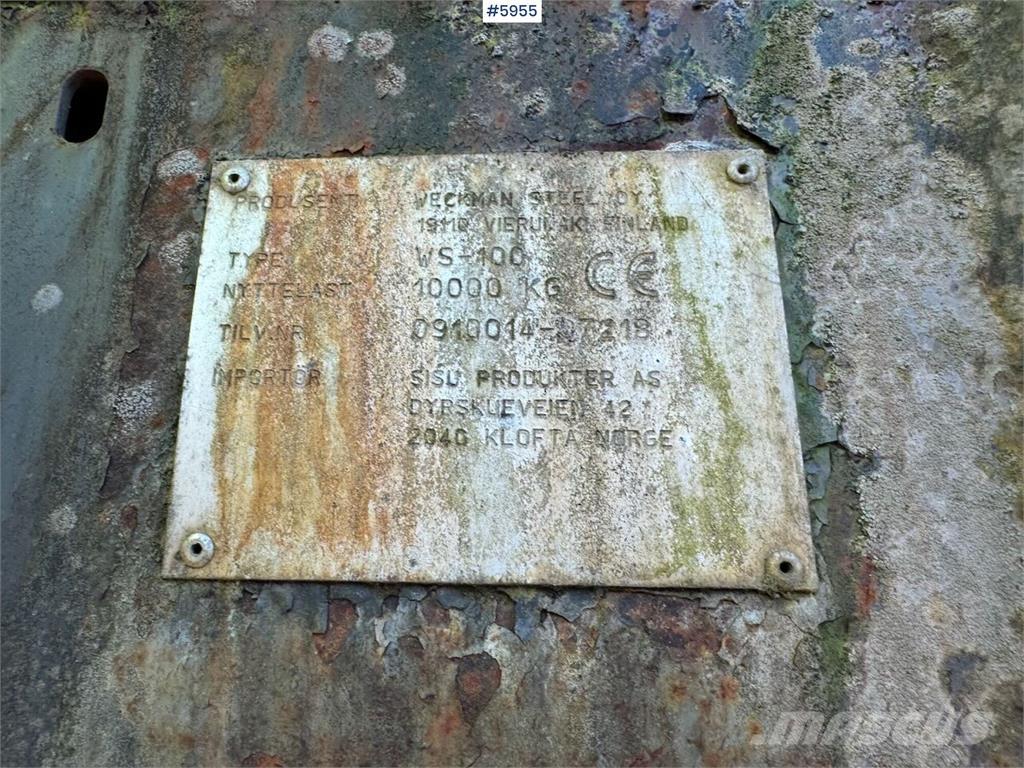 #5955
PRODUSENT WECKMAN STEEL OY
19110 VIERUMÄKI FINLAND
TYPE WS-100
NYTTELAST 10000 KG CE
TILV.NR
IMPORTØR SISU PRODUKTER AS
DYRSKUEVEIEN 42
2040 KLOFTA NORGE
mascus